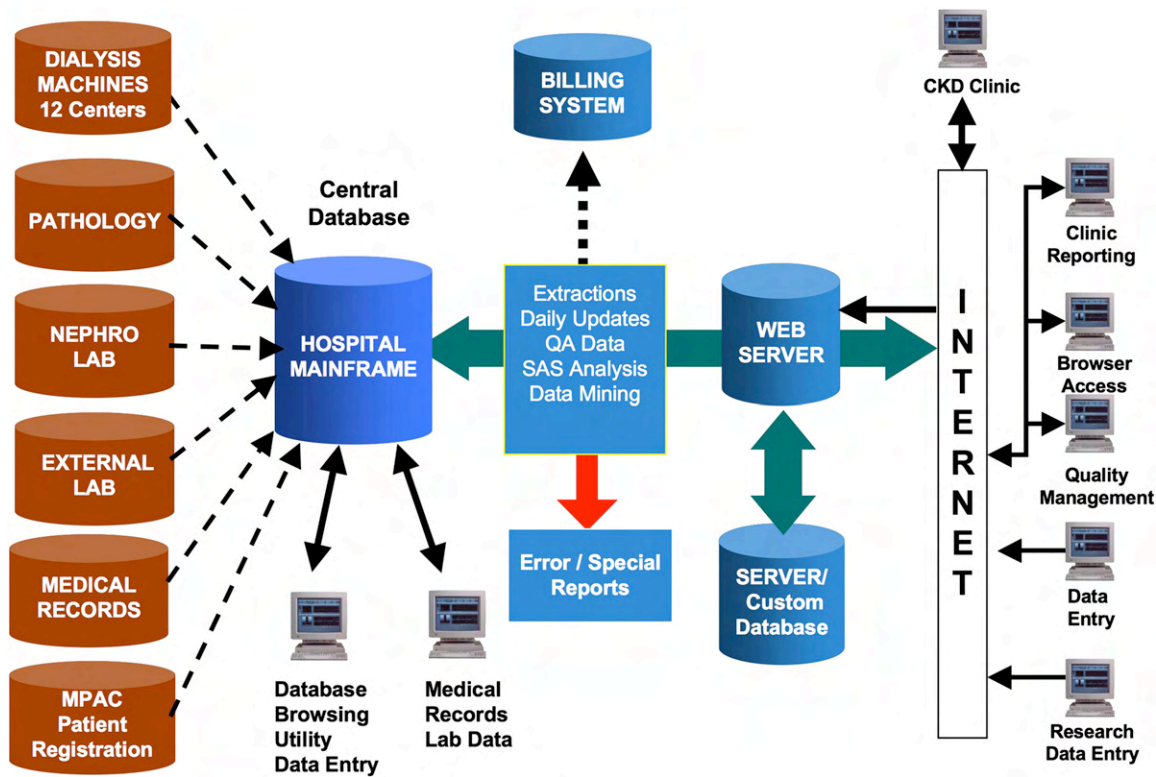 DIALYSIS
MACHINES
12 Centers
PATHOLOGY
NEPHRO
LAB
EXTERNAL
LAB
MEDICAL
RECORDS
MPAC
Patient
Registration
Central
Database
HOSPITAL
MAINFRAME
Database
Browsing
Utility
Data Entry
Medical
Records
Lab Data
BILLING
SYSTEM
Extractions
Daily Updates
QA Data
SAS Analysis
Data Mining
Error / Special
Reports
WEB
SERVER
SERVER/
Custom
Database
INTERNET
CKD Clinic
Clinic
Reporting
Browser
Access
Quality
Management
Data
Entry
Research
Data Entry